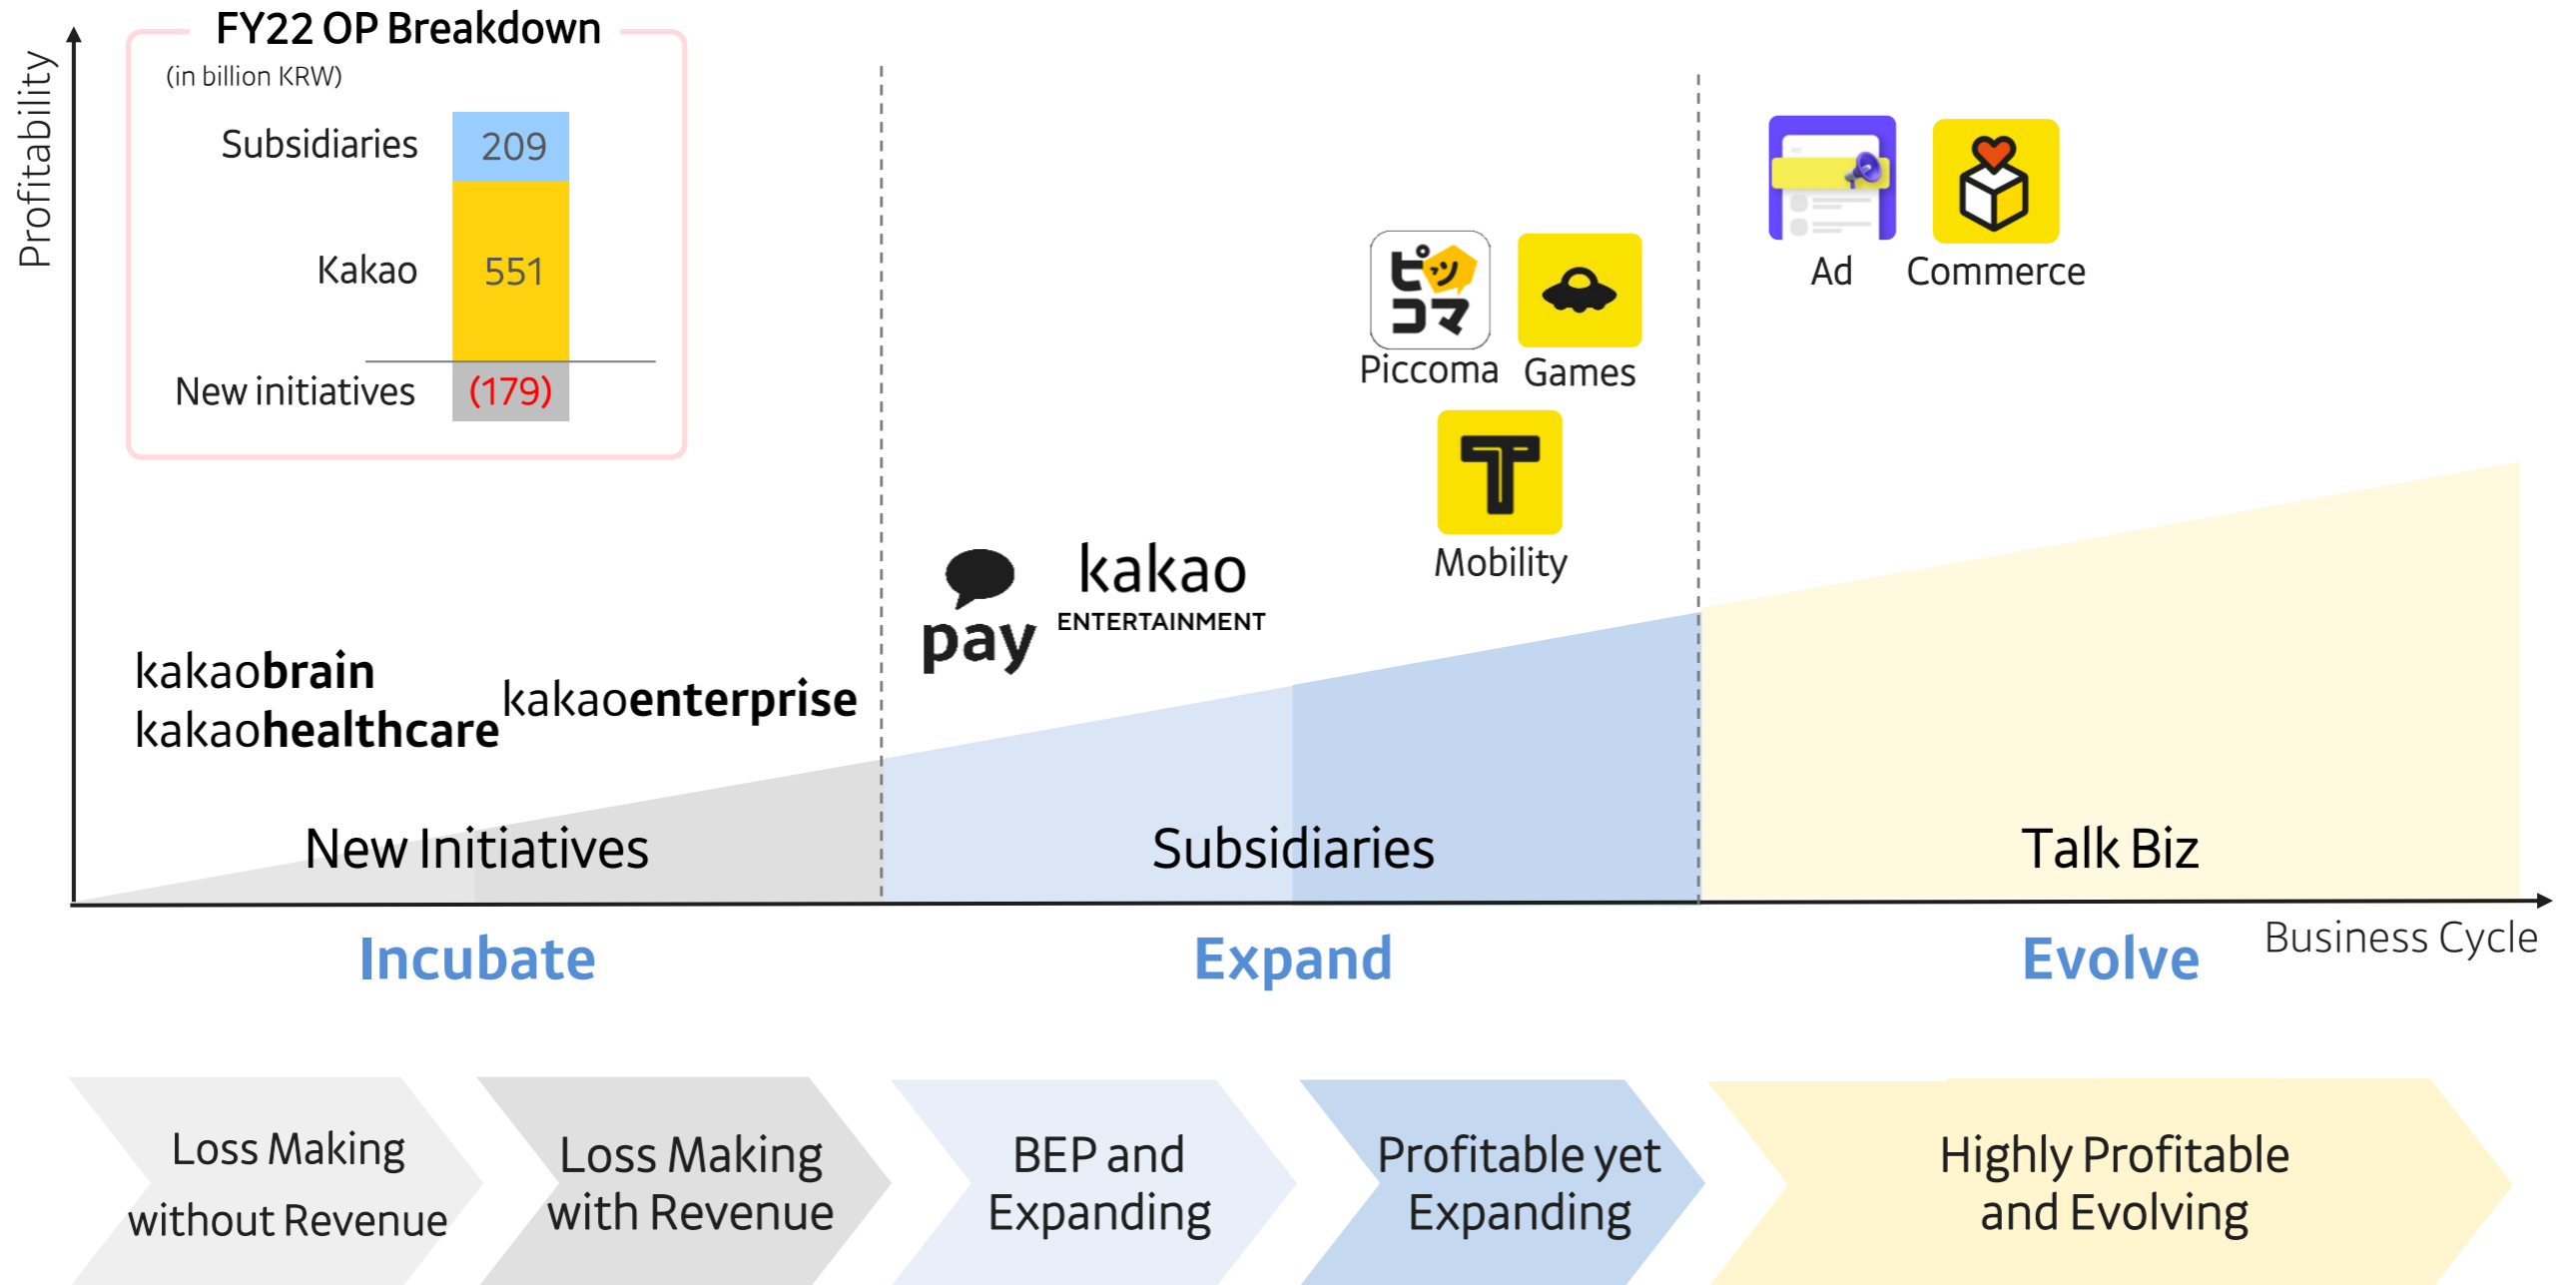 FY22 OP Breakdown
(in billion KRW)
Profitability
Subsidiaries
209
Kakao
551
New initiatives
(179)
Ad
Commerce
ピッ
コマ
Piccoma
Games
T
Mobility
pay
kakao
ENTERTAINMENT
kakaobrain
kakaohealthcare
kakaoenterprise
New Initiatives
Subsidiaries
Talk Biz
Incubate
Expand
Evolve
Business Cycle
Loss Making
without Revenue
Loss Making
with Revenue
BEP and
Expanding
Profitable yet
Expanding
Highly Profitable
and Evolving